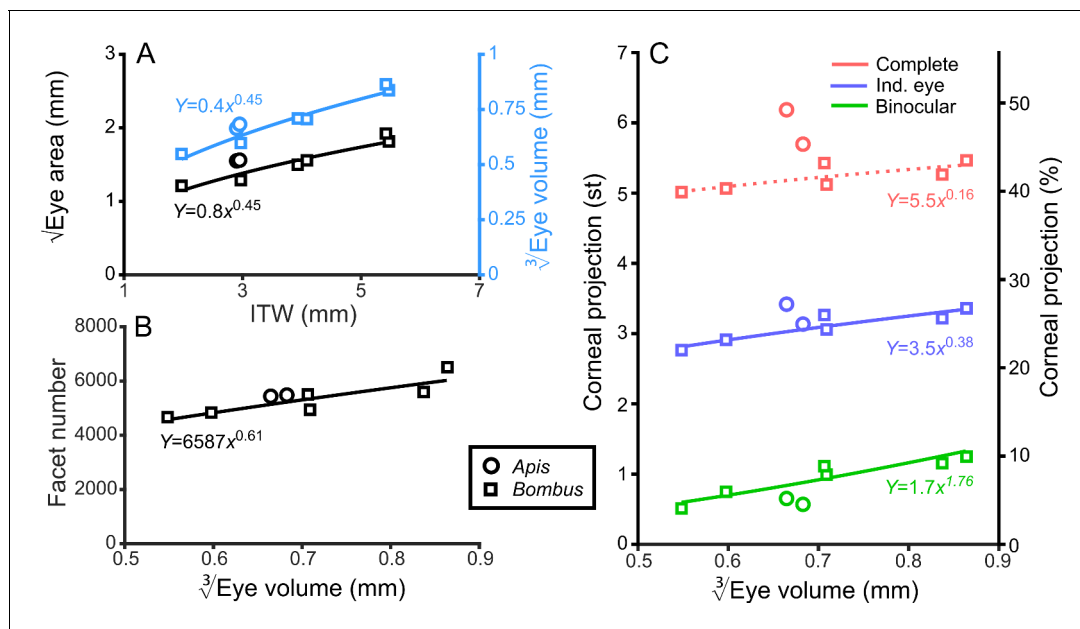 A
√Eye area (mm)
3
2
1
0
1
0.75
0.5
0.25
0
∛Eye volume (mm)
Y=0.4x^0.45
Y=0.8x^0.45
1
3
5
7
ITW (mm)
B
Facet number
8000
6000
4000
2000
0
Y=6587x^0.61
0.5
0.6
0.7
0.8
0.9
∛Eye volume (mm)
Apis
Bombus
C
Corneal projection (st)
7
6
5
4
3
2
1
0
Complete
Ind. eye
Binocular
Y=5.5x^0.16
Y=3.5x^0.38
Y=1.7x^1.76
50
40
30
20
10
0
Corneal projection (%)
0.5
0.6
0.7
0.8
0.9
∛Eye volume (mm)